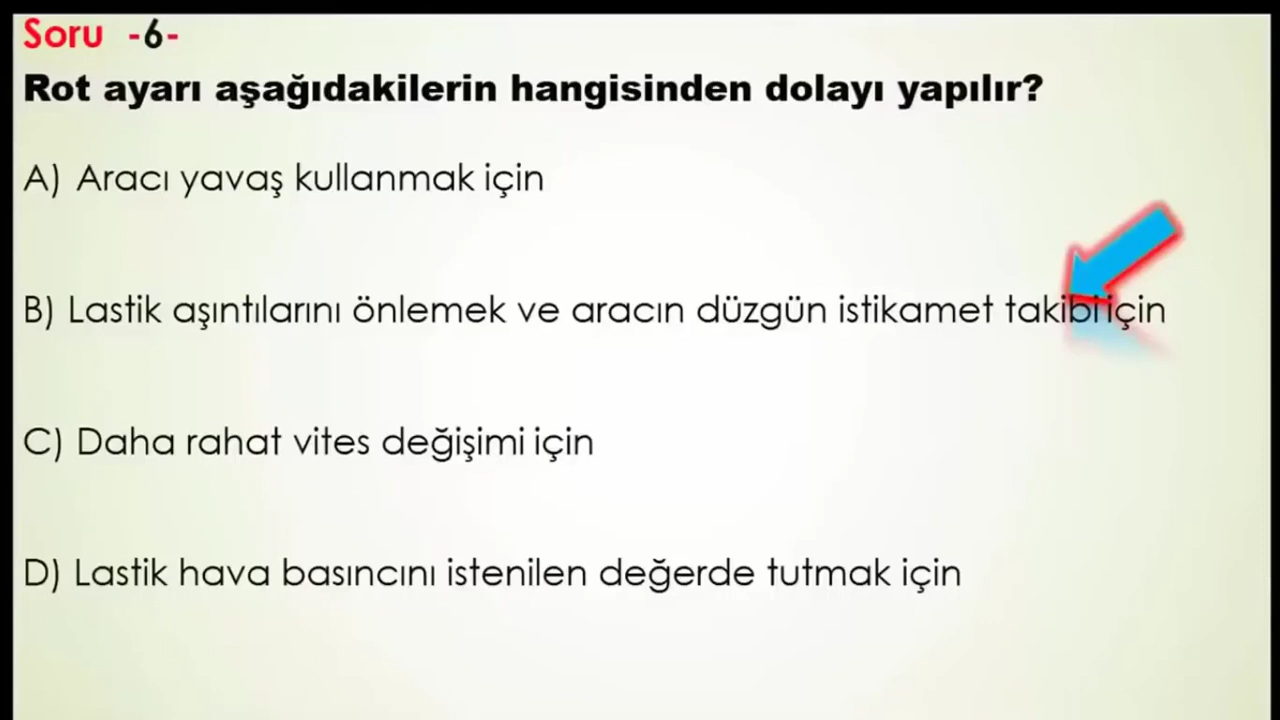 Soru -6-
Rot ayarı aşağıdakilerin hangisinden dolayı yapılır?
A) Aracı yavaş kullanmak için
B) Lastik aşıntılarını önlemek ve aracın düzgün istikamet takibi için
C) Daha rahat vites değişimi için
D) Lastik hava basıncını istenilen değerde tutmak için